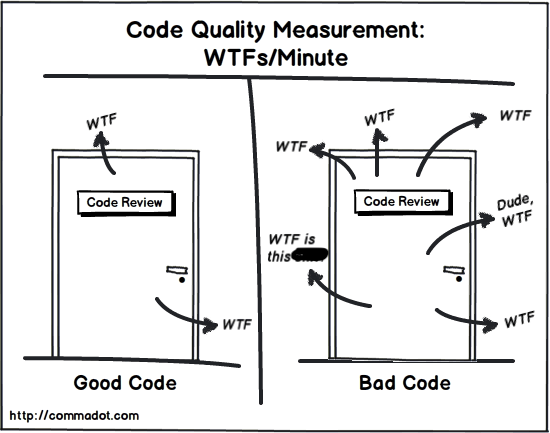 Code Quality Measurement:
WTFs/Minute
WTF
Code Review
WTF
Good Code
WTF
WTF
WTF
Code Review
Dude,
WTF
WTF is
this
WTF
Bad Code
http://commadot.com